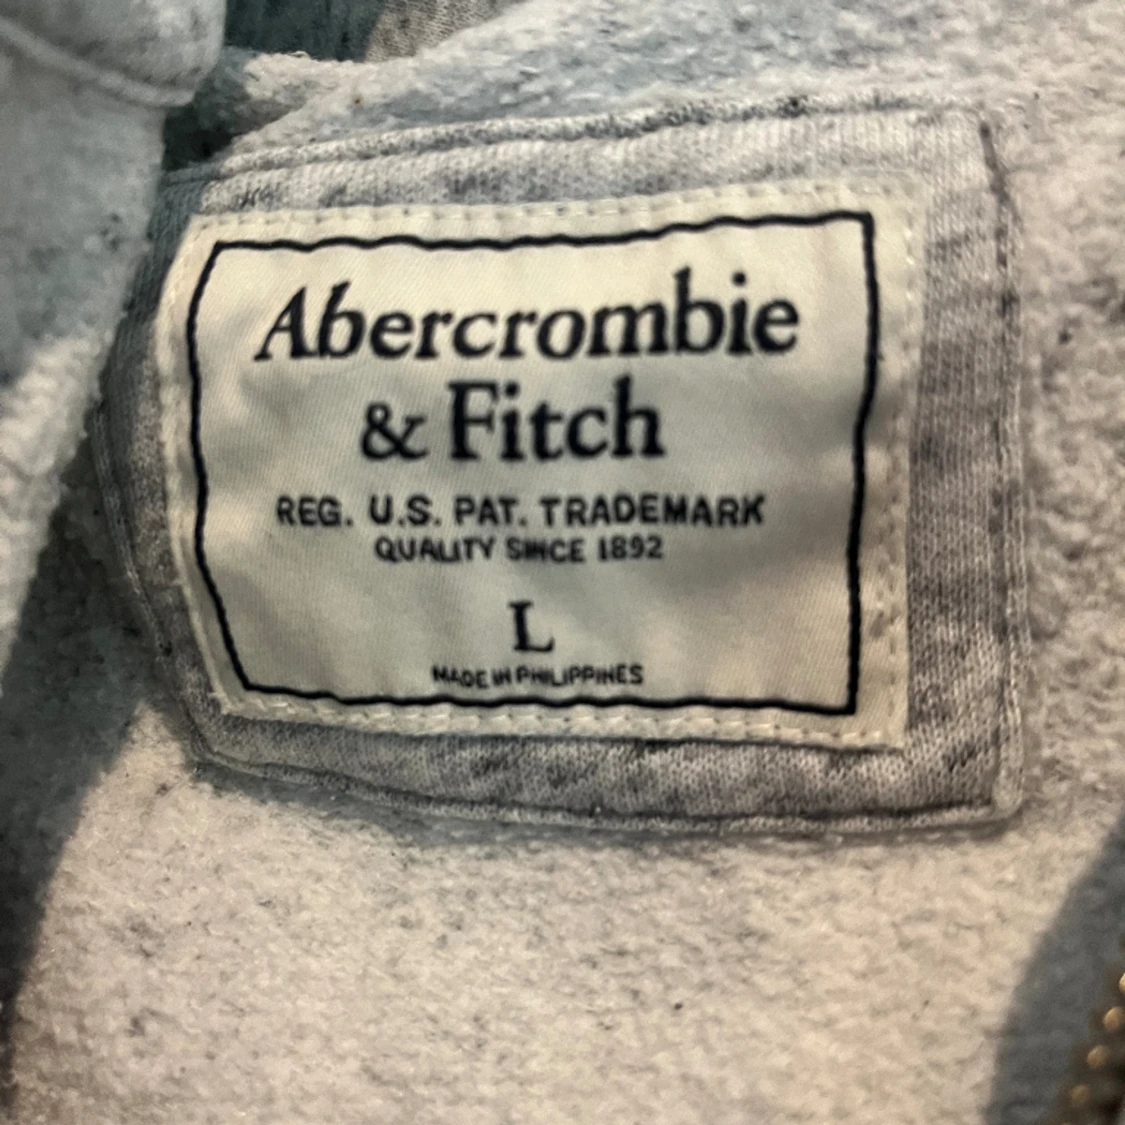 Abercrombie
& Fitch
REG. U.S. PAT. TRADEMARK
QUALITY SINCE 1892
L
MADE IN PHILIPPINES